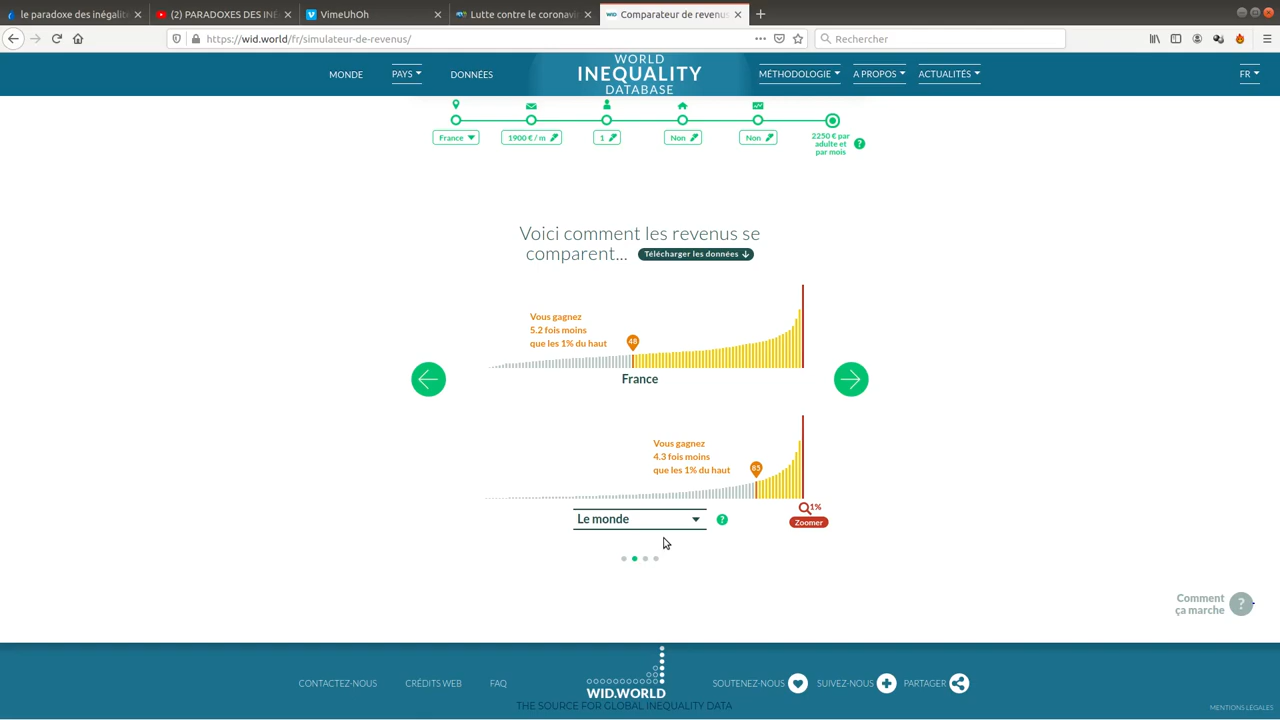 le paradox des inégalité
(2) PARADOXES DES INÉ
VimeUhOh
Lutte contre le coronavir
Comparateur de revenus
https://wid.world/fr/simulateur-de-revenus/
Rechercher
MONDE
PAYS
DONNÉES
WORLD
INEQUALITY
DATABASE
MÉTHODOLOGIE
A PROPOS
ACTUALITÉS
FR
France
1900 € / m
1
Non
Non
2250 € par
adulte et
par mois
?
Voici comment les revenus se
comparent...
Télécharger les données
Vous gagnez
5.2 fois moins
que les 1% du haut
48
France
Vous gagnez
4.3 fois moins
que les 1% du haut
85
Le monde
?
1%
Zoomer
Comment
ça marche
?
CONTACTEZ-NOUS
CRÉDITS WEB
FAQ
WID.WORLD
THE SOURCE FOR GLOBAL INEQUALITY DATA
SOUTENEZ-NOUS
SUIVEZ-NOUS
PARTAGER
MENTIONS LÉGALES